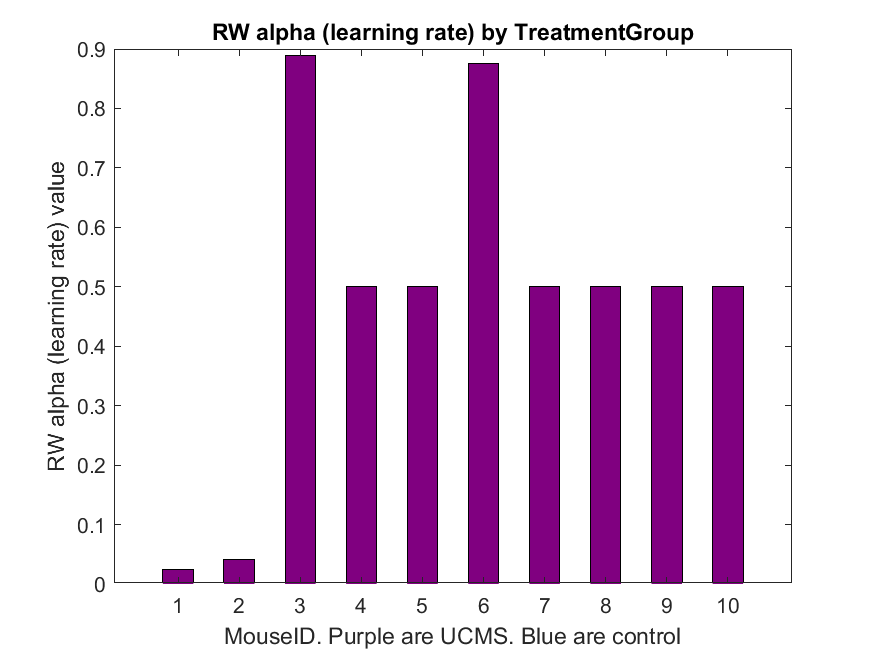 RW alpha (learning rate) by TreatmentGroup
RW alpha (learning rate) value
0.9
0.8
0.7
0.6
0.5
0.4
0.3
0.2
0.1
0
1 2 3 4 5 6 7 8 9 10
MouseID. Purple are UCMS. Blue are control